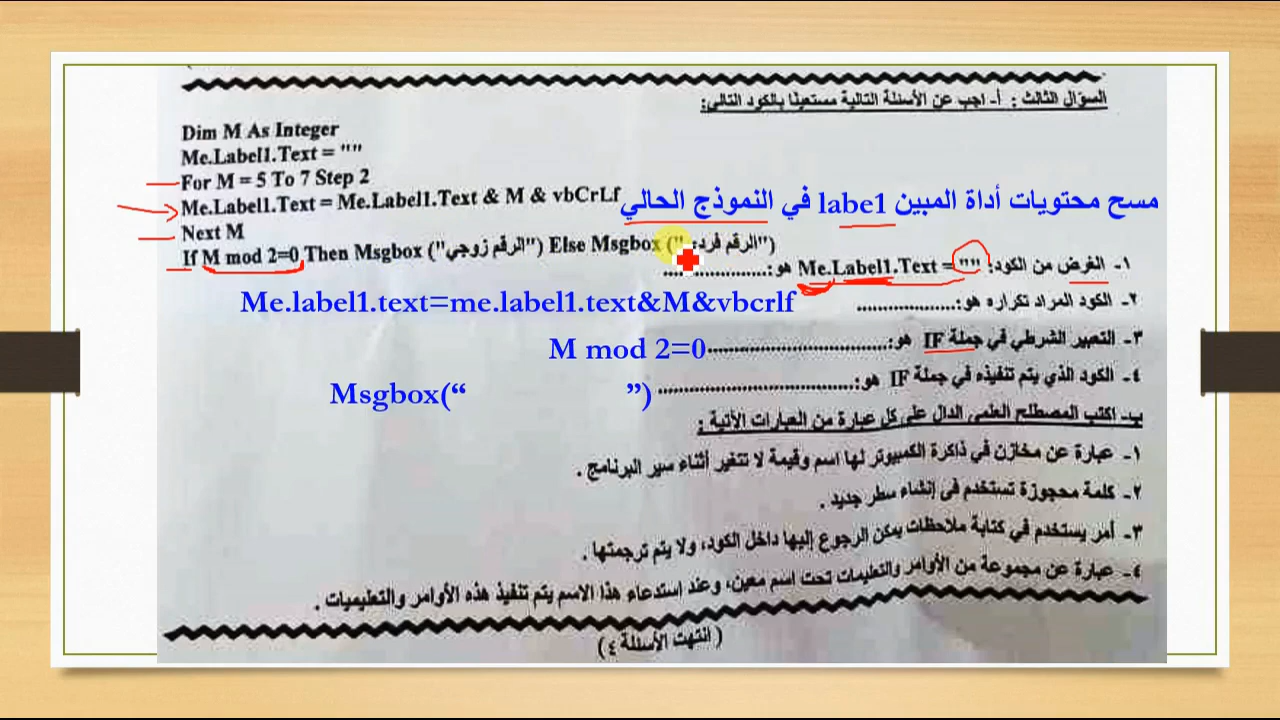 السؤال الثالث : أ- اجب عن الأسئلة التالية مستعينا بالكود التالي:
Dim M As Integer
Me.Label1.Text = ""
For M = 5 To 7 Step 2
Me.Label1.Text = Me.Label1.Text & M & vbCrLf
Next M
If M mod 2=0 Then Msgbox ("الرقم زوجي") Else Msgbox ("الرقم فرد:")
مسح محتويات أداة المبين labe1 في النموذج الحالي
١- الغرض من الكود: Me.Label1.Text = "" هو:....................
٢- الكود المراد تكراره هو:..................
Me.label1.text=me.label1.text&M&vbcrlf
٣- التعبير الشرطي في جملة IF هو:..................................
M mod 2=0
٤- الكود الذي يتم تنفيذه في جملة IF هو:....................................
Msgbox(“ ”)
ب- اكتب المصطلح العلمى الدال على كل عبارة من العبارات الآتية :
١- عبارة عن مخازن في ذاكرة الكمبيوتر لها اسم وقيمة لا تتغير أثناء سير البرنامج .
٢- كلمة محجوزة تستخدم فى إنشاء سطر جديد .
٣- أمر يستخدم في كتابة ملاحظات يمكن الرجوع إليها داخل الكود، ولا يتم ترجمتها .
٤- عبارة عن مجموعة من الأوامر والتعليمات تحت اسم معين، وعند استدعاء هذا الاسم يتم تنفيذ هذه الأوامر والتعليميات .
( انتهت الأسئلة ٤ )